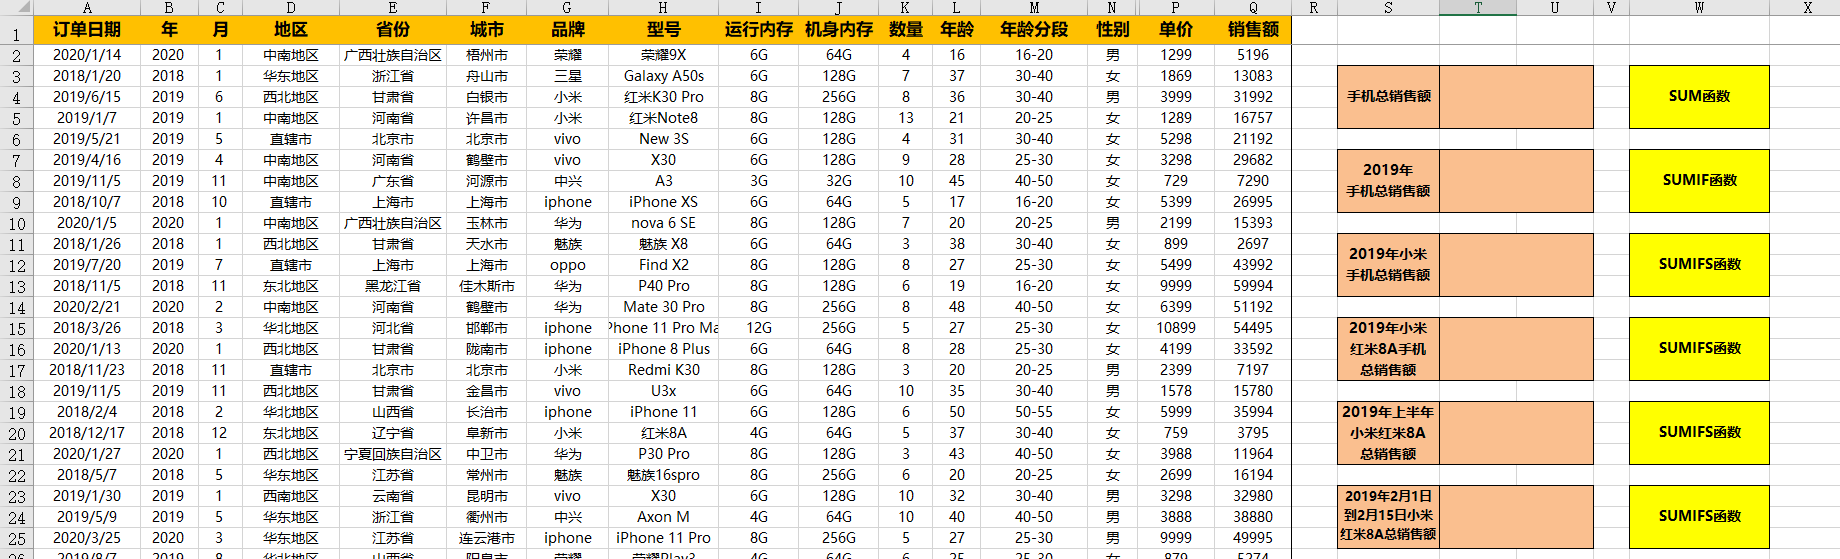 A B C D E F G H I J K L M N P Q R S T U V W X
1 订单日期 年 月 地区 省份 城市 品牌 型号 运行内存 机身内存 数量 年龄 年龄分段 性别 单价 销售额
2 2020/1/14 2020 1 中南地区 广西壮族自治区 梧州市 荣耀 荣耀9X 6G 64G 4 16 16-20 男 1299 5196
3 2018/1/20 2018 1 华东地区 浙江省 舟山市 三星 Galaxy A50s 6G 128G 7 37 30-40 女 1869 13083
4 2019/6/15 2019 6 西北地区 甘肃省 白银市 小米 红米K30 Pro 8G 256G 8 36 30-40 男 3999 31992
5 2019/1/7 2019 1 中南地区 河南省 许昌市 小米 红米Note8 8G 128G 13 21 20-25 女 1289 16757
6 2019/5/21 2019 5 直辖市 北京市 北京市 vivo New 3S 6G 128G 4 31 30-40 女 5298 21192
7 2019/4/16 2019 4 中南地区 河南省 鹤壁市 vivo X30 6G 128G 9 28 25-30 女 3298 29682
8 2019/11/5 2019 11 中南地区 广东省 河源市 中兴 A3 3G 32G 10 45 40-50 女 729 7290
9 2018/10/7 2018 10 直辖市 上海市 上海市 iphone iPhone XS 6G 64G 5 17 16-20 女 5399 26995
10 2020/1/5 2020 1 中南地区 广西壮族自治区 玉林市 华为 nova 6 SE 8G 128G 7 20 20-25 男 2199 15393
11 2018/1/26 2018 1 西北地区 甘肃省 天水市 魅族 魅族 X8 6G 64G 3 38 30-40 女 899 2697
12 2019/7/20 2019 7 直辖市 上海市 上海市 oppo Find X2 8G 128G 8 27 25-30 女 5499 43992
13 2018/11/5 2018 11 东北地区 黑龙江省 佳木斯市 华为 P40 Pro 8G 128G 6 19 16-20 女 9999 59994
14 2020/2/21 2020 2 中南地区 河南省 鹤壁市 华为 Mate 30 Pro 8G 256G 8 48 40-50 女 6399 51192
15 2018/3/26 2018 3 华北地区 河北省 邯郸市 iphone Phone 11 Pro Ma 12G 256G 5 27 25-30 女 10899 54495
16 2020/1/13 2020 1 西北地区 甘肃省 陇南市 iphone iPhone 8 Plus 6G 64G 8 28 25-30 女 4199 33592
17 2018/11/23 2018 11 直辖市 北京市 北京市 小米 Redmi K30 8G 128G 3 20 20-25 男 2399 7197
18 2019/11/5 2019 11 西北地区 甘肃省 金昌市 vivo U3x 6G 64G 10 35 30-40 男 1578 15780
19 2018/2/4 2018 2 华北地区 山西省 长治市 iphone iPhone 11 6G 128G 6 50 50-55 女 5999 35994
20 2018/12/17 2018 12 东北地区 辽宁省 阜新市 小米 红米8A 4G 64G 5 37 30-40 女 759 3795
21 2020/1/27 2020 1 西北地区 宁夏回族自治区 中卫市 华为 P30 Pro 8G 128G 3 43 40-50 女 3988 11964
22 2018/5/7 2018 5 华东地区 江苏省 常州市 魅族 魅族16spro 8G 256G 6 20 20-25 女 2699 16194
23 2019/1/30 2019 1 西南地区 云南省 昆明市 vivo X30 6G 128G 10 32 30-40 男 3298 32980
24 2019/5/9 2019 5 华东地区 浙江省 衢州市 中兴 Axon M 4G 64G 10 40 40-50 男 3888 38880
25 2020/3/25 2020 3 华东地区 江苏省 连云港市 iphone iPhone 11 Pro 8G 256G 5 27 25-30 男 9999 49995
26 2019/8/7 2019 8 华北地区 山西省 阳泉市 荣耀 荣耀Play3 4G 64G 6 25 25-30 男 879 5274
手机总销售额
SUM函数
2019年
手机总销售额
SUMIF函数
2019年小米
手机总销售额
SUMIFS函数
2019年小米
红米8A手机
总销售额
SUMIFS函数
2019年上半年
小米红米8A
总销售额
SUMIFS函数
2019年2月1日
到2月15日小米
红米8A总销售额
SUMIFS函数